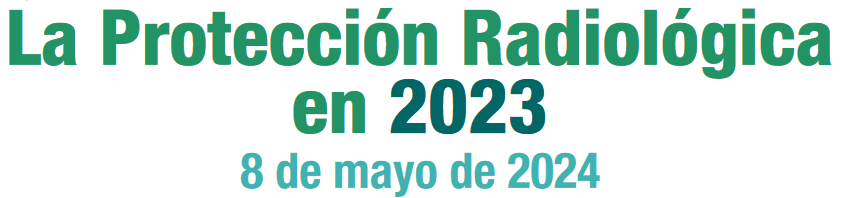 La Protección Radiológica
en 2023
8 de mayo de 2024